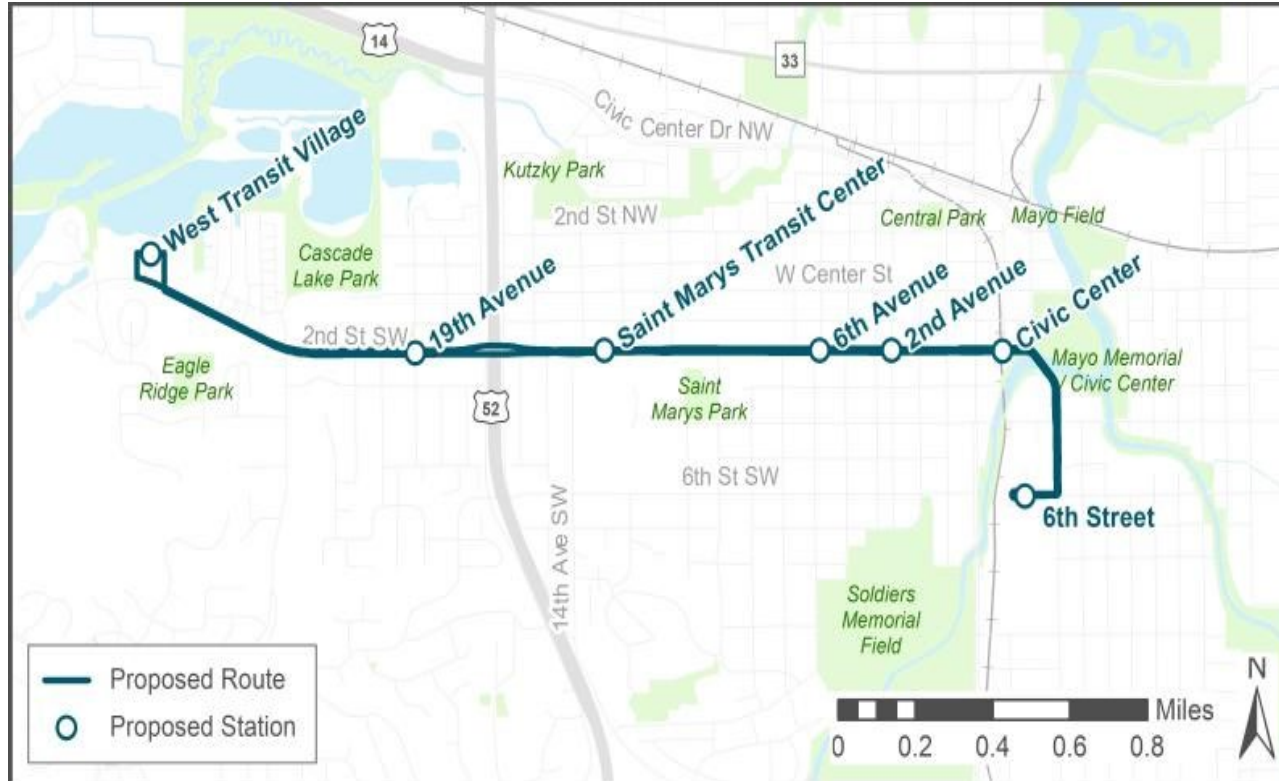 14
33
Civic
Center Dr NW
West Transit Village
Kutzky Park
2nd St NW
Saint Marys Transit Center
Central Park
Mayo Field
Cascade
Lake Park
W Center St
19th Avenue
6th Avenue
2nd Avenue
Civic Center
2nd St SW
Eagle
Ridge Park
52
Saint
Marys Park
Mayo Memorial
/ Civic Center
6th St SW
6th Street
14th Ave SW
Soldiers
Memorial
Field
Proposed Route
Proposed Station
N
Miles
0 0.2 0.4 0.6 0.8